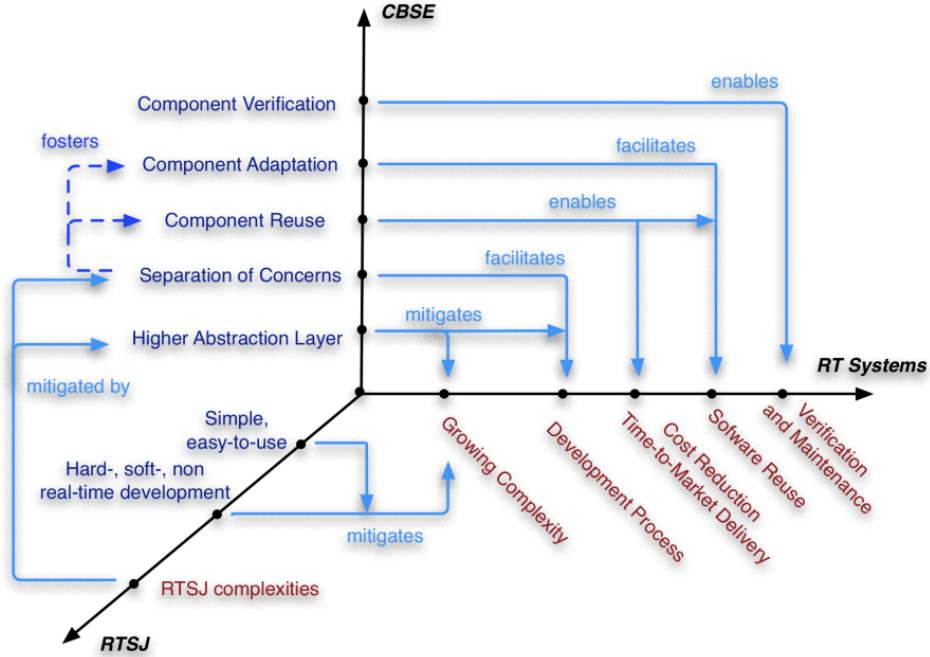 CBSE
enables
Component Verification
fosters
facilitates
Component Adaptation
enables
Component Reuse
facilitates
Separation of Concerns
mitigates
Higher Abstraction Layer
RT Systems
mitigated by
Simple,
easy-to-use
Hard-, soft-, non
real-time development
mitigates
Growing Complexity
Development Process
Time-to-Market Delivery
Cost Reduction
Sofware Reuse
Verification
and Maintenance
RTSJ complexities
RTSJ